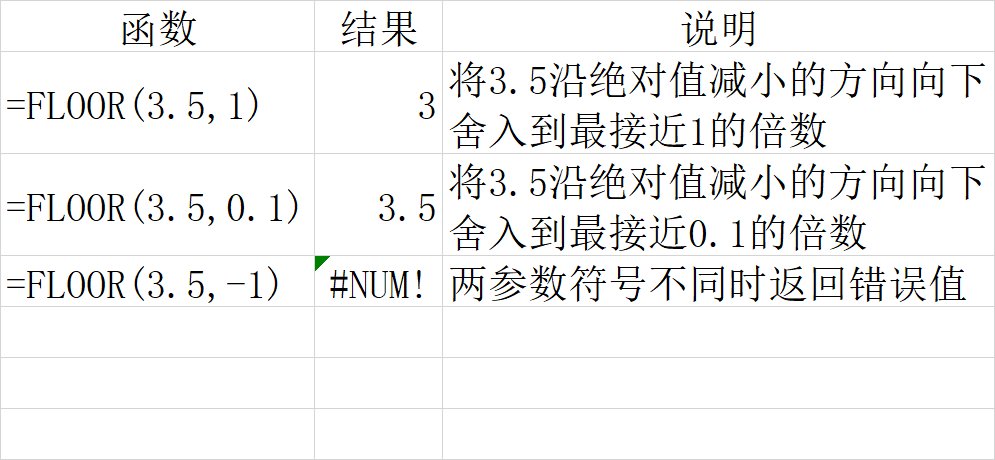 函数 结果 说明
=FLOOR(3.5,1) 3 将3.5沿绝对值减小的方向向下
舍入到最接近1的倍数
=FLOOR(3.5,0.1) 3.5 将3.5沿绝对值减小的方向向下
舍入到最接近0.1的倍数
=FLOOR(3.5,-1) #NUM! 两参数符号不同时返回错误值